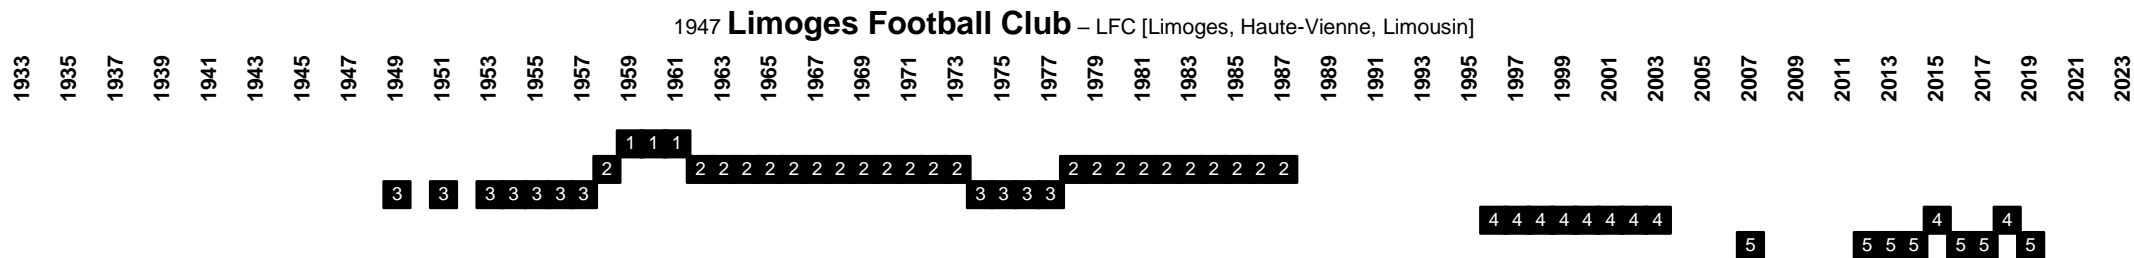 1947 Limoges Football Club – LFC [Limoges, Haute-Vienne, Limousin]
1933 1935 1937 1939 1941 1943 1945 1947 1949 1951 1953 1955 1957 1959 1961 1963 1965 1967 1969 1971 1973 1975 1977 1979 1981 1983 1985 1987 1989 1991 1993 1995 1997 1999 2001 2003 2005 2007 2009 2011 2013 2015 2017 2019 2021 2023
1 1 1
2 2 2 2 2 2 2 2 2 2 2 2 2 2 2 2 2 2 2 2 2 2 2
3 3 3 3 3 3 3 3 3 3 3
4 4 4 4 4 4 4 4 4 4
5 5 5 5 5 5 5